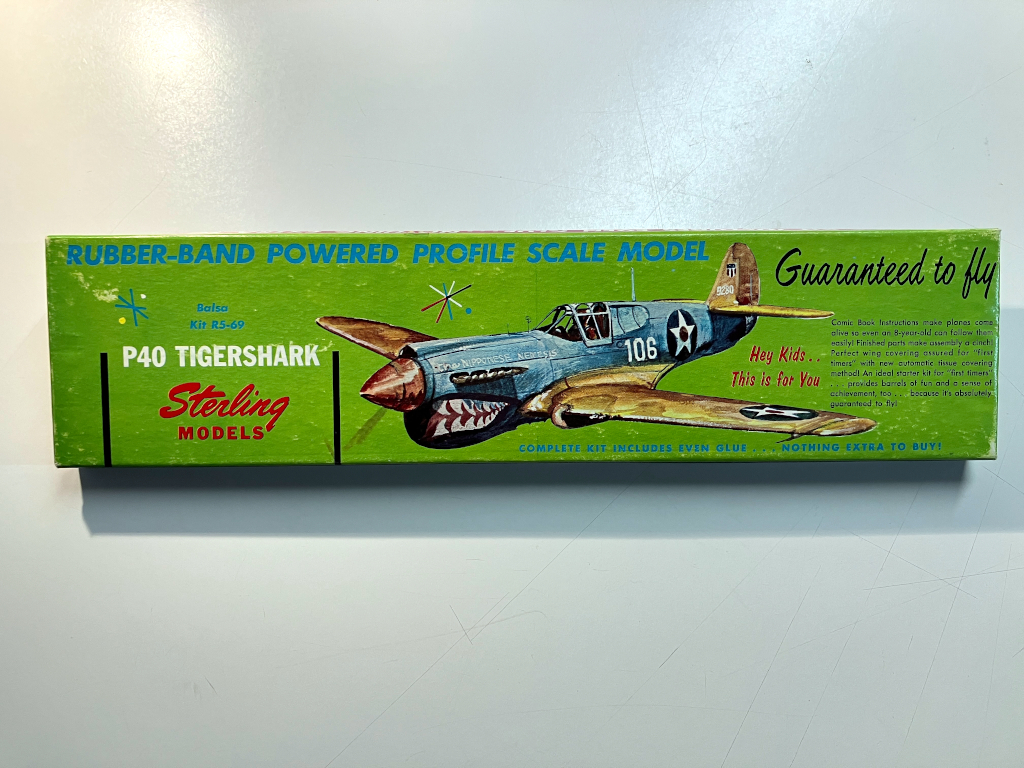 RUBBER-BAND POWERED PROFILE SCALE MODEL
Guaranteed to fly
Balsa
Kit R5-69
P40 TIGERSHARK
Sterling
MODELS
NIPPONESE NEMESIS
106
9280
Hey Kids..
This is for You
Comic Book Instructions make planes come
alive so even an 8-year-old can follow them
easily! Finished parts make assembly a cinch!
Perfect wing covering assured for "first
timers" with new automatic tissue covering
method! An ideal starter kit for "first timers"
. . . provides barrels of fun and a sense of
achievement, too . . . because it's absolutely
guaranteed to fly!
COMPLETE KIT INCLUDES EVEN GLUE . . . NOTHING EXTRA TO BUY!